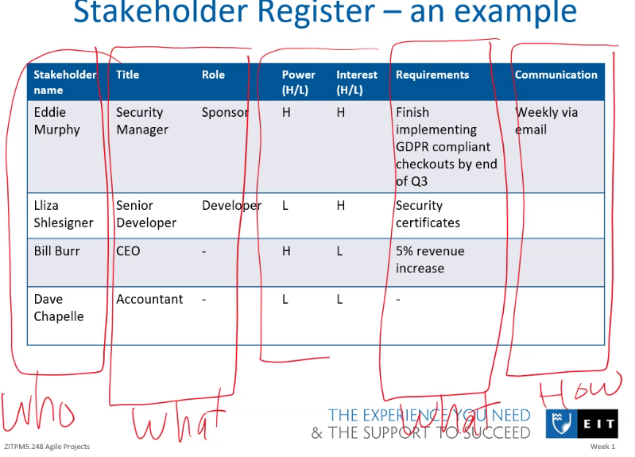 Stakeholder Register – an example
Stakeholder name Title Role Power (H/L) Interest (H/L) Requirements Communication
Eddie Murphy Security Manager Sponsor H H Finish implementing GDPR compliant checkouts by end of Q3 Weekly via email
Lliza Shlesigner Senior Developer Developer L H Security certificates
Bill Burr CEO - H L 5% revenue increase
Dave Chapelle Accountant - L L -
Who What What How
THE EXPERIENCE YOU NEED
& THE SUPPORT TO SUCCEED
EIT
ZITPMS.248 Agile Projects
Week 1